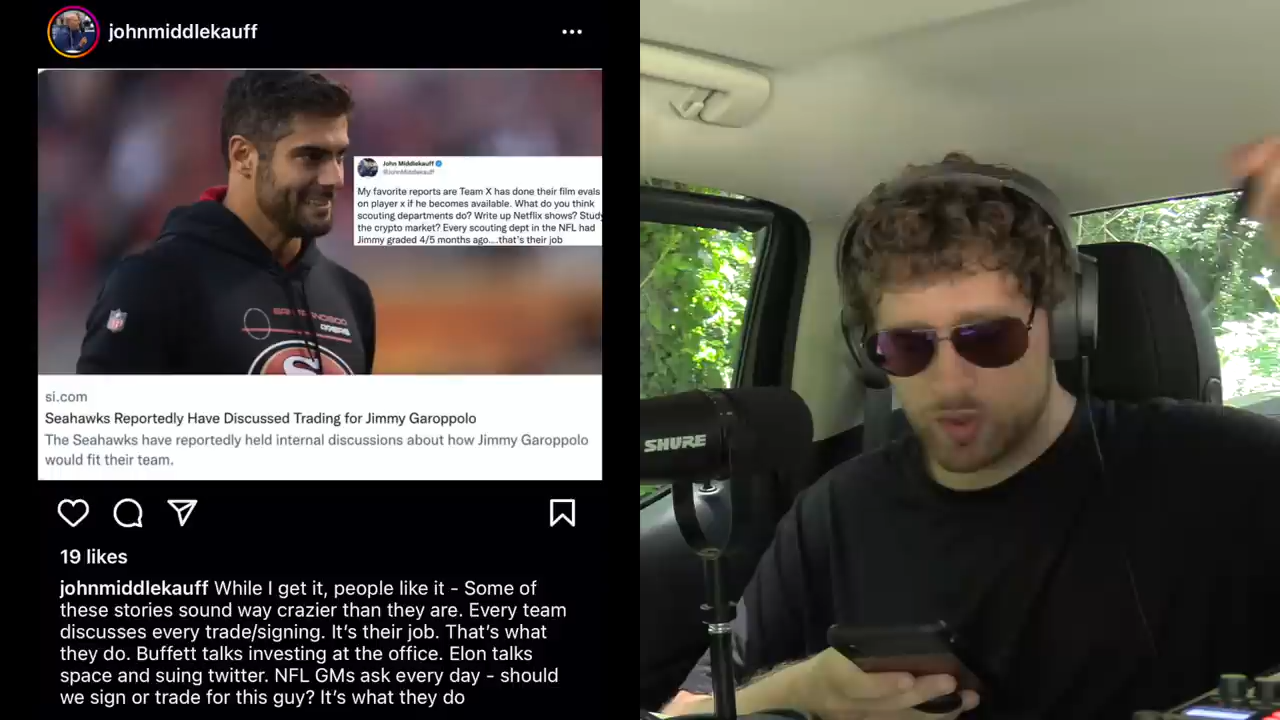 johnmiddlekauff
John Middlekauff
@JohnMiddlekauff
My favorite reports are Team X has done their film evals
on player x if he becomes available. What do you think
scouting departments do? Write up Netflix shows? Study
the crypto market? Every scouting dept in the NFL had
Jimmy graded 4/5 months ago....that's their job
NFL
SAN FRANCISCO
49ERS
si.com
Seahawks Reportedly Have Discussed Trading for Jimmy Garoppolo
The Seahawks have reportedly held internal discussions about how Jimmy Garoppolo
would fit their team.
19 likes
johnmiddlekauff While I get it, people like it - Some of
these stories sound way crazier than they are. Every team
discusses every trade/signing. It's their job. That's what
they do. Buffett talks investing at the office. Elon talks
space and suing twitter. NFL GMs ask every day - should
we sign or trade for this guy? It's what they do
SHURE